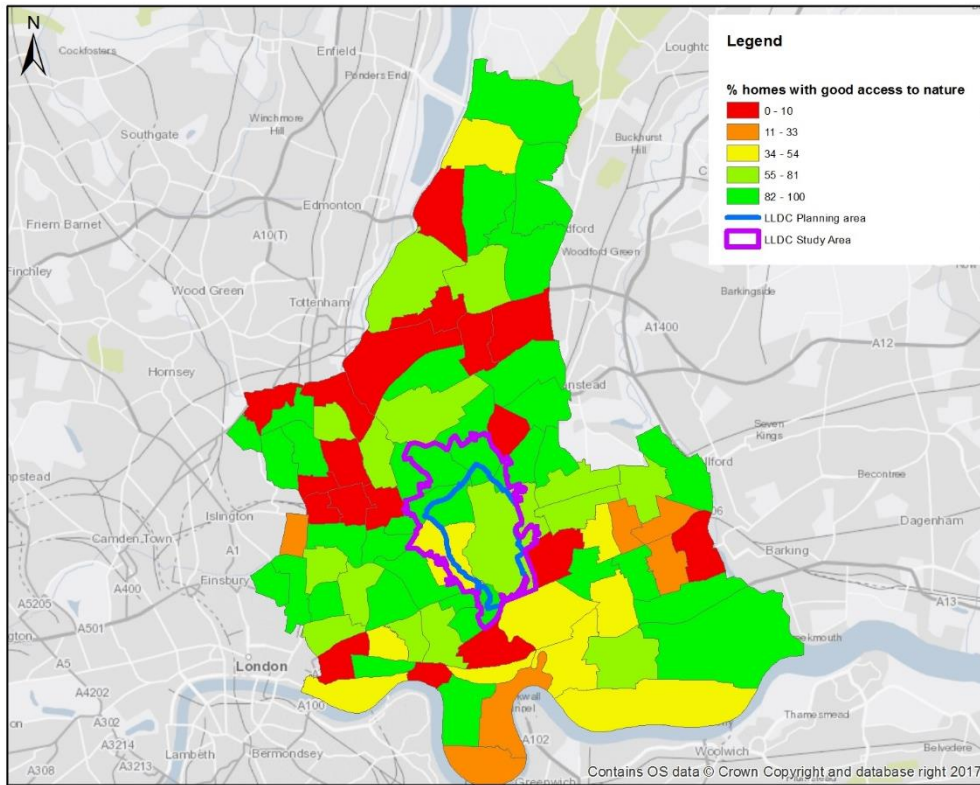 N
Cockfosters
Enfield
Ponders End
Loughton
Southgate
Winchmore
Hill
Buckhurst
Hill
Friern Barnet
Edmonton
A10(T)
Woodford Green
Finchley
Wood Green
Tottenham
Barkingside
A1400
A12
Hornsey
Seven
Kings
Becontree
Islington
Camden Town
A1
Dagenham
Barking
A400
Einsbury
A13
A5205
A501
London
A5
A4202
A100
A302
A3214
A3213
Lambeth
Bermondsey
A102
Thamesmead
Woolwich
Belvedere
A308
Greenwich
Legend
% homes with good access to nature
0 - 10
11 - 33
34 - 54
55 - 81
82 - 100
LLDC Planning area
LLDC Study Area
Contains OS data © Crown Copyright and database right 2017